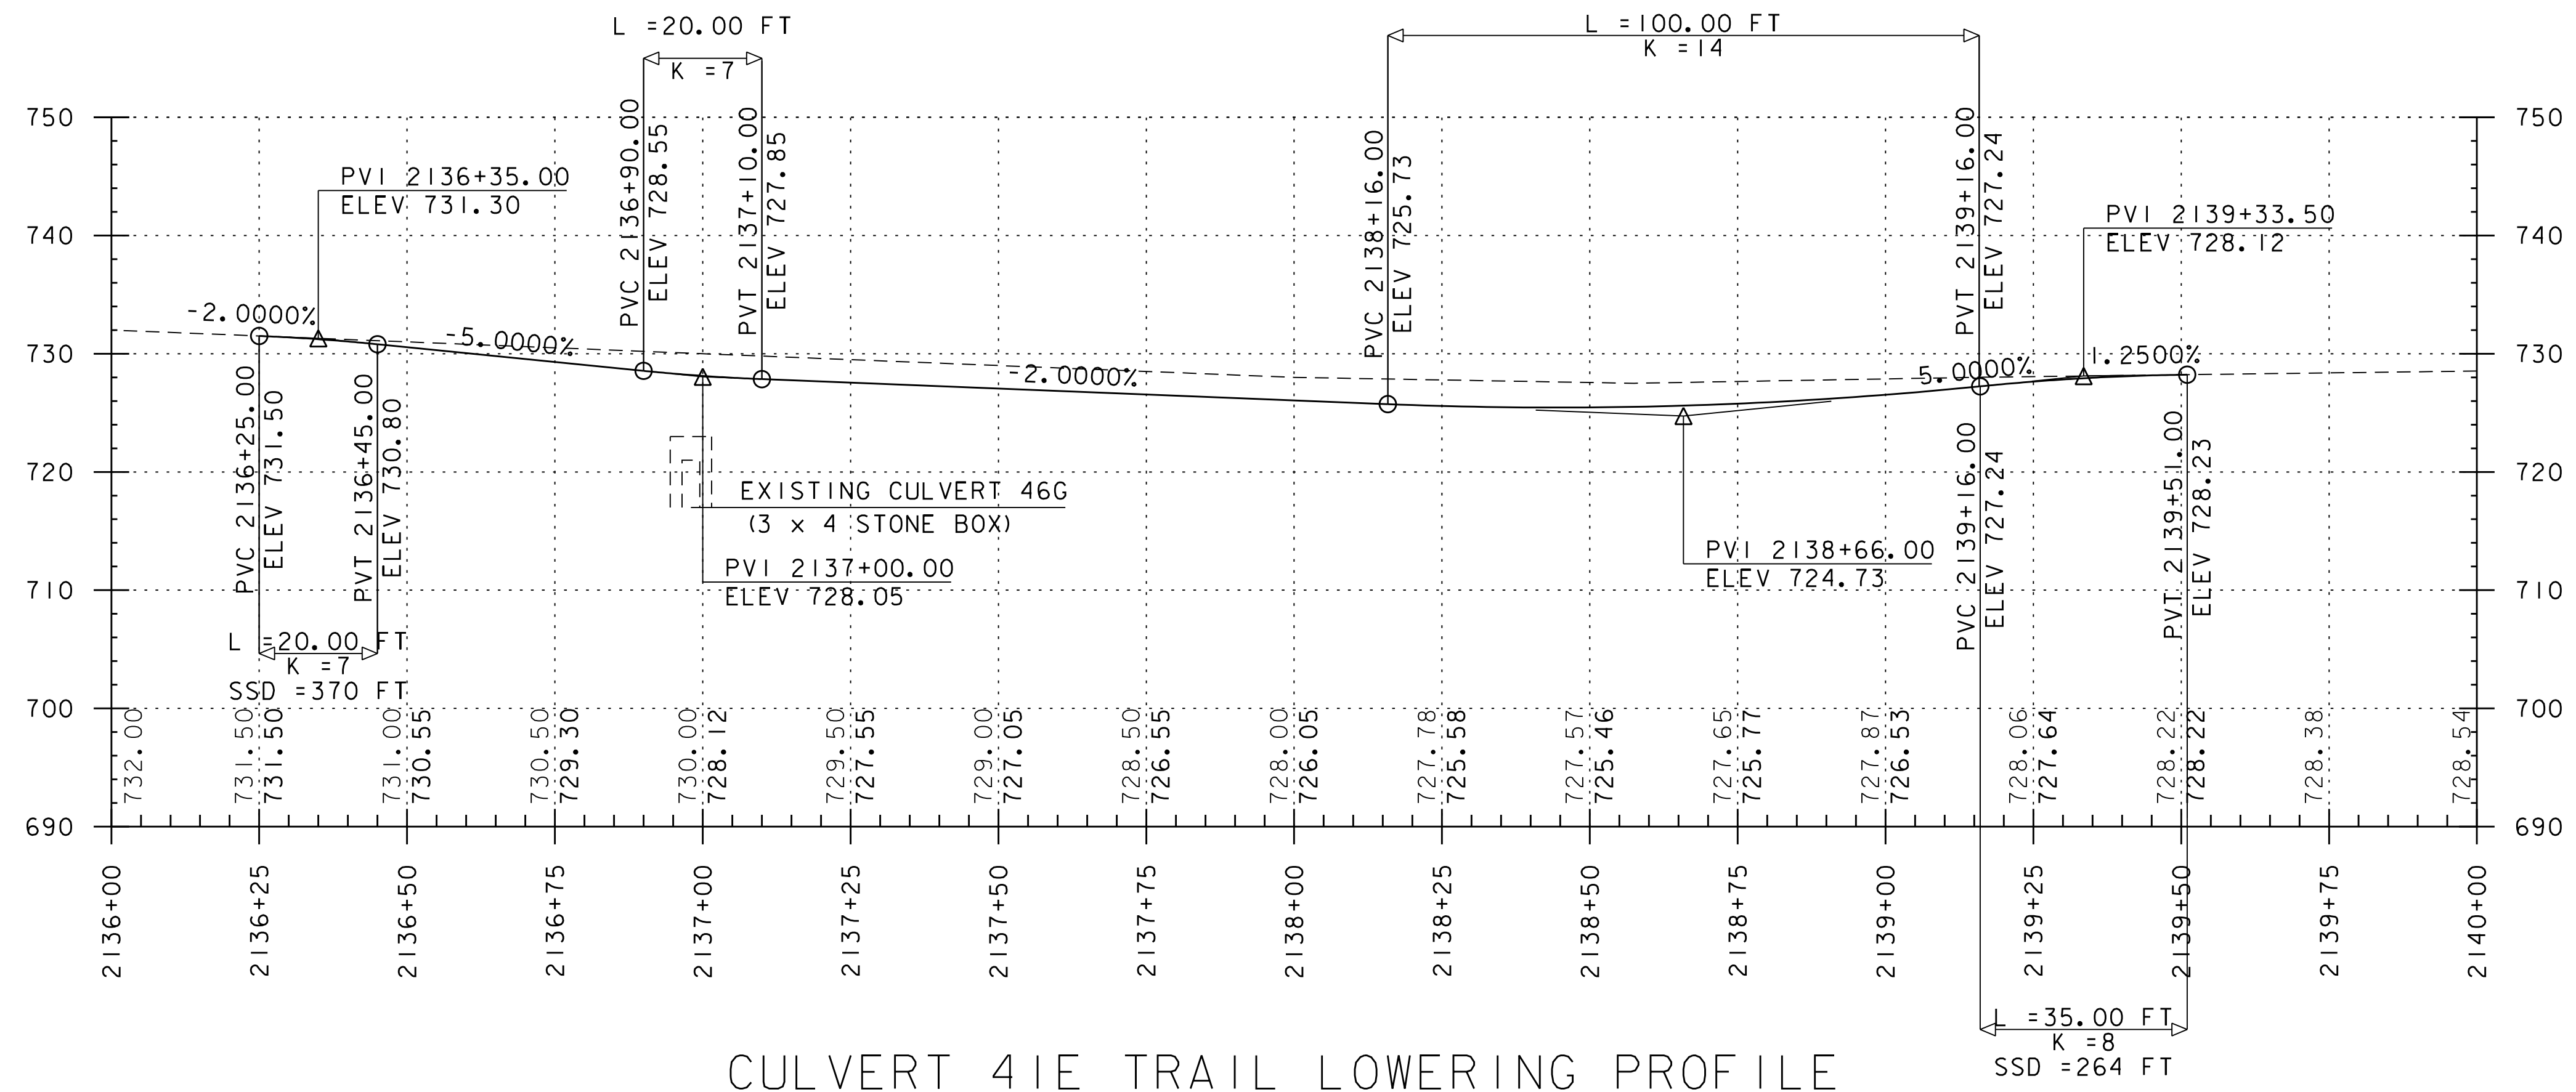 L =20.00 FT
K =7
L =100.00 FT
K =14
750
740
730
720
710
700
690
750
740
730
720
710
700
690
PVI 2136+35.00
ELEV 731.30
PVC 2136+90.00
ELEV 728.55
PVT 2137+10.00
ELEV 727.85
PVC 2138+16.00
ELEV 725.73
PVT 2139+16.00
ELEV 727.24
PVI 2139+33.50
ELEV 728.12
-2.0000%
-5.0000%
-2.0000%
5.0000%
1.2500%
PVC 2136+25.00
ELEV 731.50
PVT 2136+45.00
ELEV 730.80
EXISTING CULVERT 46G
(3 x 4 STONE BOX)
PVI 2137+00.00
ELEV 728.05
PVI 2138+66.00
ELEV 724.73
PVC 2139+16.00
ELEV 727.24
PVT 2139+51.00
ELEV 728.23
L =20.00 FT
K =7
SSD =370 FT
732.00
731.50
731.50
731.00
730.55
730.50
729.30
730.00
728.12
729.50
727.55
729.00
727.05
728.50
726.55
728.00
726.05
727.78
725.58
727.57
725.46
727.65
725.77
727.87
726.53
728.06
727.64
728.22
728.22
728.38
728.54
2136+00
2136+25
2136+50
2136+75
2137+00
2137+25
2137+50
2137+75
2138+00
2138+25
2138+50
2138+75
2139+00
2139+25
2139+50
2139+75
2140+00
L =35.00 FT
K =8
SSD =264 FT
CULVERT 41E TRAIL LOWERING PROFILE